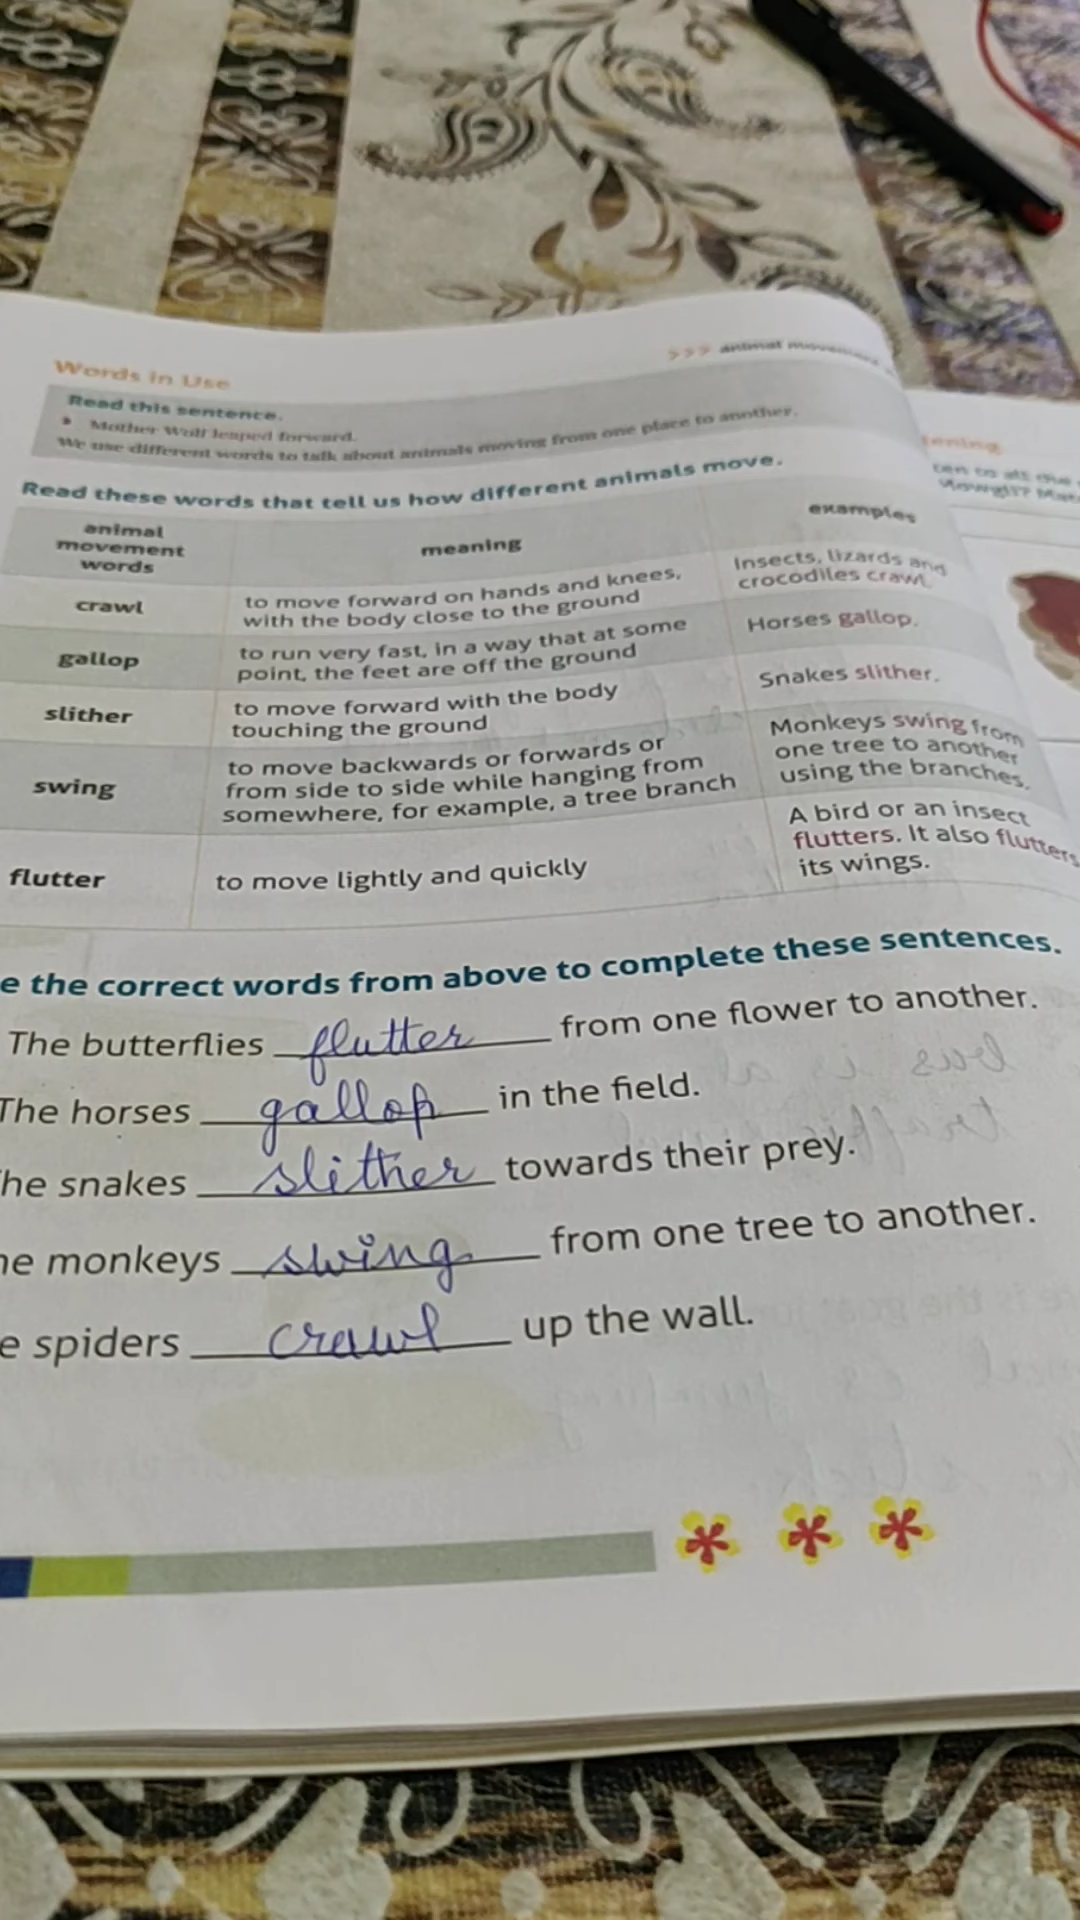 >>> animal
Words in Use
Read this sentence.
Mother Wolf leaped forward.
We use different words to talk about animals moving from one place to another.
Read these words that tell us how different animals move.
animal movement words meaning examples
crawl to move forward on hands and knees, with the body close to the ground Insects, lizards and crocodiles crawl.
gallop to run very fast, in a way that at some point, the feet are off the ground Horses gallop.
slither to move forward with the body touching the ground Snakes slither.
swing to move backwards or forwards or from side to side while hanging from somewhere, for example, a tree branch Monkeys swing from one tree to another using the branches.
flutter to move lightly and quickly A bird or an insect flutters. It also flutters its wings.
e the correct words from above to complete these sentences.
The butterflies flutter from one flower to another.
The horses gallop in the field.
he snakes slither towards their prey.
he monkeys swing from one tree to another.
e spiders crawl up the wall.